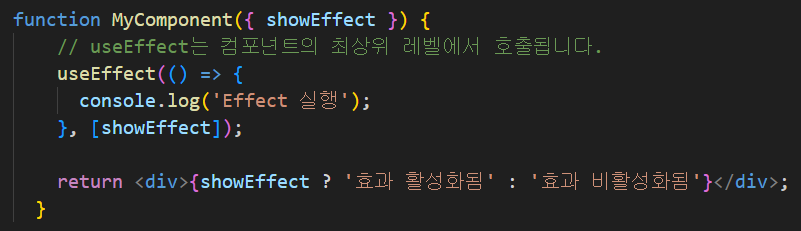 function MyComponent({ showEffect }) {
// useEffect는 컴포넌트의 최상위 레벨에서 호출됩니다.
useEffect(() => {
console.log('Effect 실행');
}, [showEffect]);
return <div>{showEffect ? '효과 활성화됨' : '효과 비활성화됨'}</div>;
}